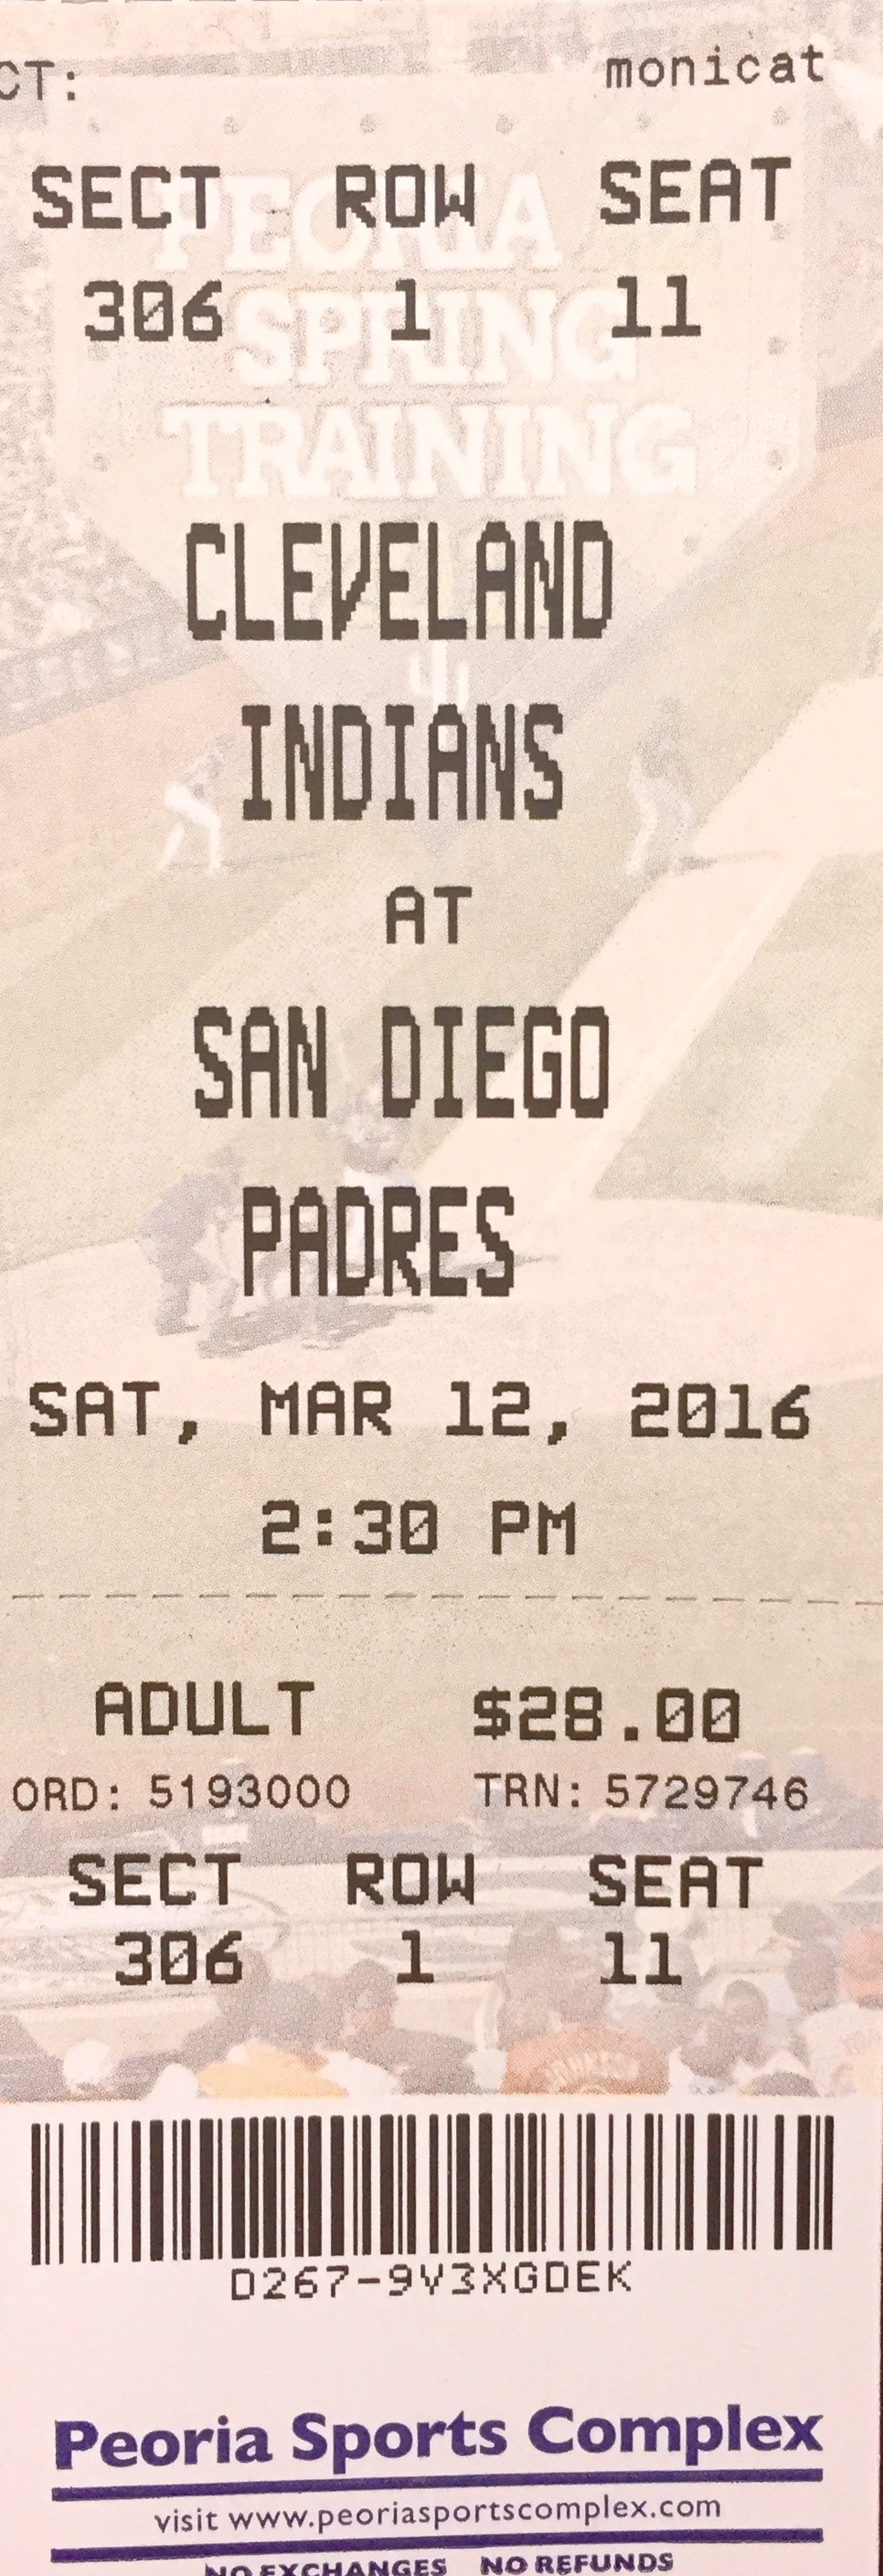 CT: monicat
SECT ROW SEAT
306 1 11
PEORIA
SPRING
TRAINING
CLEVELAND
INDIANS
AT
SAN DIEGO
PADRES
SAT, MAR 12, 2016
2:30 PM
ADULT $28.00
ORD: 5193000 TRN: 5729746
SECT ROW SEAT
306 1 11
D267-9V3XGDEK
Peoria Sports Complex
visit www.peoriasportscomplex.com
NO EXCHANGES NO REFUNDS